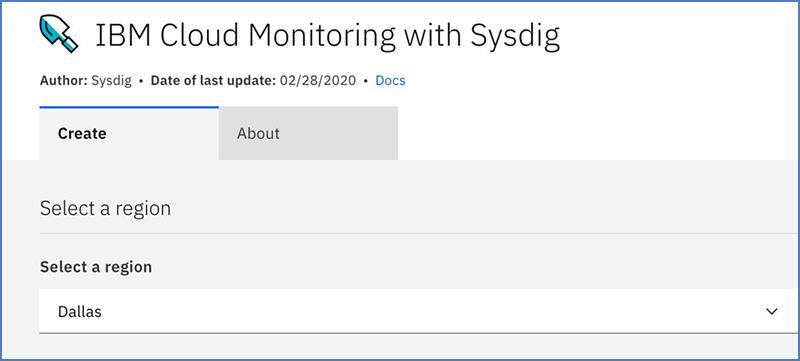 IBM Cloud Monitoring with Sysdig
Author: Sysdig • Date of last update: 02/28/2020 • Docs
Create About
Select a region
Select a region
Dallas